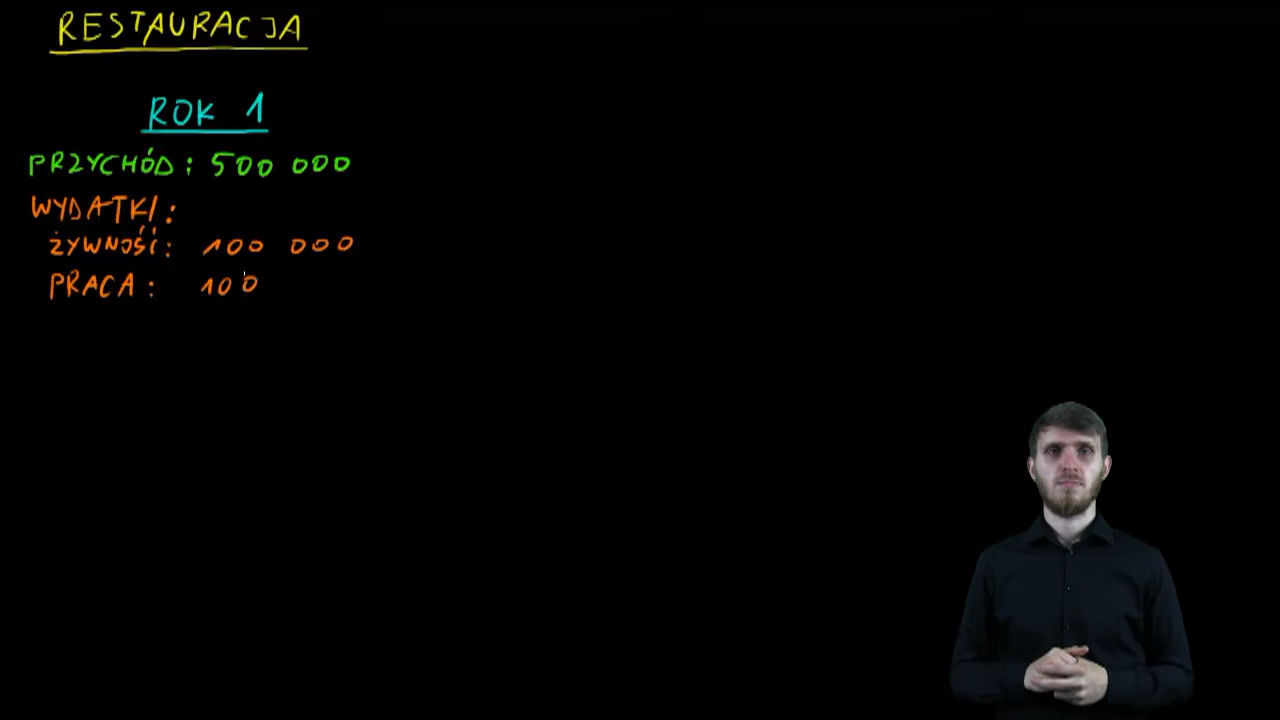 RESTAURACJA
ROK 1
PRZYCHÓD: 500 000
WYDATKI:
ŻYWNOŚĆ: 100 000
PRACA: 100